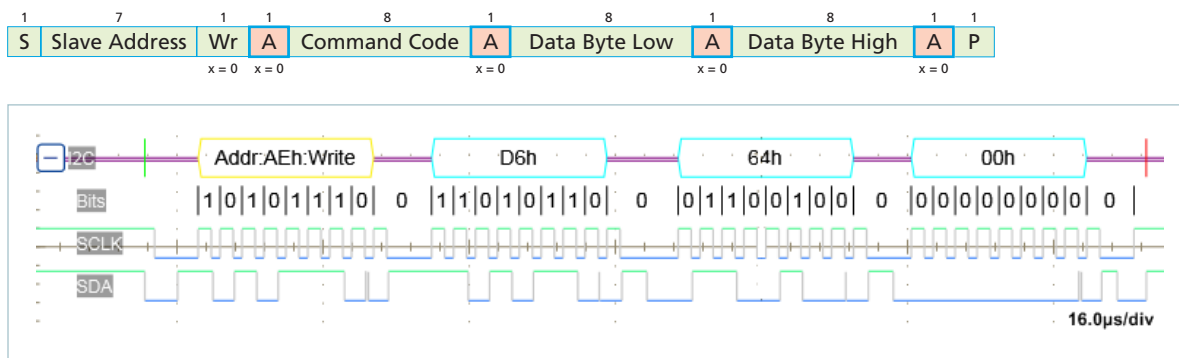 1 7 1 1 8 1 8 1 8 1 1
S Slave Address Wr A Command Code A Data Byte Low A Data Byte High A P
x = 0 x = 0 x = 0 x = 0 x = 0
I2C Addr:AEh:Write D6h 64h 00h
Bits 1 0 1 0 1 1 1 0 0 1 1 0 1 0 1 1 0 0 0 1 1 0 0 1 0 0 0 0 0 0 0 0 0 0 0 0
SCLK
SDA
16.0µs/div